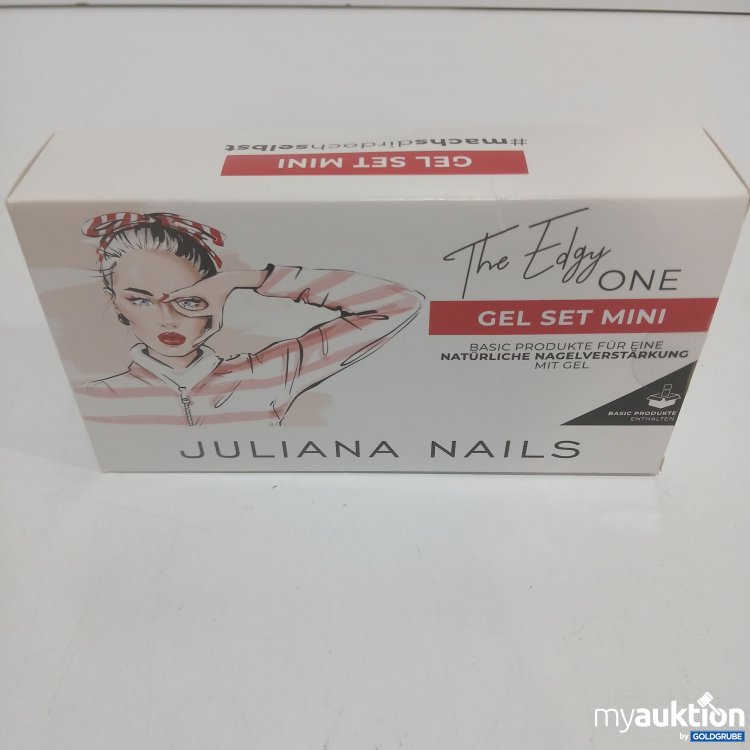 #machsdirdochselbst
GEL SET MINI
The Edgy
ONE
GEL SET MINI
BASIC PRODUKTE FÜR EINE
NATÜRLICHE NAGELVERSTÄRKUNG
MIT GEL
BASIC PRODUKTE
ENTHALTEN
JULIANA NAILS
myauktion
by GOLDGRUBE